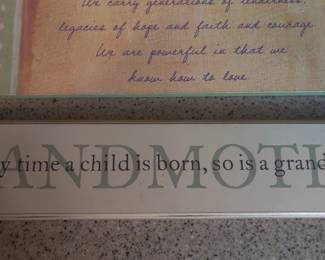 We carry generations of tenderness,
legacies of hope and faith and courage
We are powerful in that we
know how to love
y time a child is born, so is a grand
ANDMOT